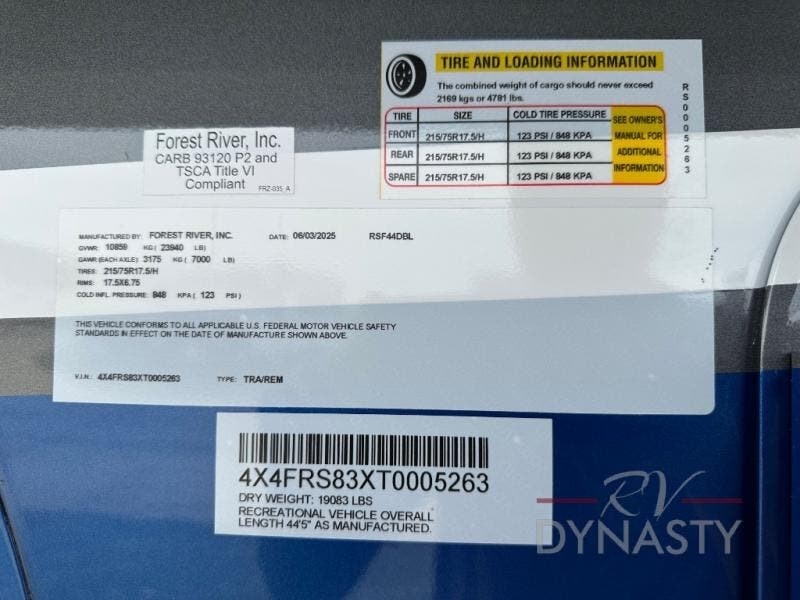 TIRE AND LOADING INFORMATION
The combined weight of cargo should never exceed
2169 kgs or 4781 lbs.
TIRE SIZE COLD TIRE PRESSURE SEE OWNER'S
FRONT 215/75R17.5/H 123 PSI / 848 KPA MANUAL FOR
REAR 215/75R17.5/H 123 PSI / 848 KPA ADDITIONAL
SPARE 215/75R17.5/H 123 PSI / 848 KPA INFORMATION
RS0005263
Forest River, Inc.
CARB 93120 P2 and
TSCA Title VI
Compliant
FRZ-035_A
MANUFACTURED BY: FOREST RIVER, INC. DATE: 06/03/2025 RSF44DBL
GVWR: 10859 KG ( 23940 LB)
GAWR (EACH AXLE) 3175 KG ( 7000 LB)
TIRES: 215/75R17.5/H
RIMS: 17.5X6.75
COLD INFL. PRESSURE: 848 KPA ( 123 PSI )
THIS VEHICLE CONFORMS TO ALL APPLICABLE U.S. FEDERAL MOTOR VEHICLE SAFETY
STANDARDS IN EFFECT ON THE DATE OF MANUFACTURE SHOWN ABOVE.
V.I.N.: 4X4FRS83XT0005263 TYPE: TRA/REM
4X4FRS83XT0005263
DRY WEIGHT: 19083 LBS
RECREATIONAL VEHICLE OVERALL
LENGTH 44'5" AS MANUFACTURED.
RV
DYNASTY